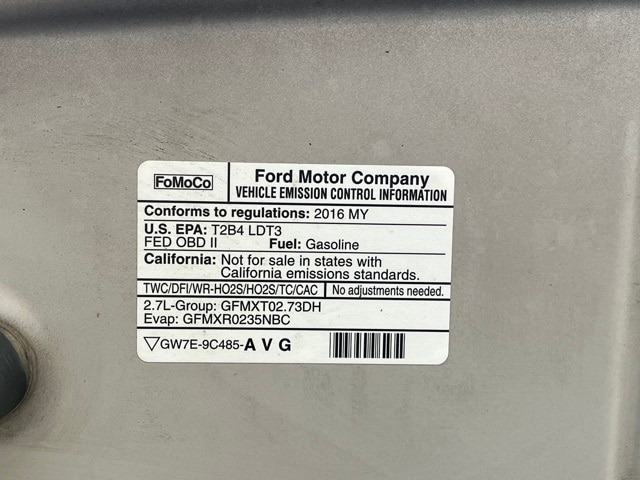 FoMoCo
Ford Motor Company
VEHICLE EMISSION CONTROL INFORMATION
Conforms to regulations: 2016 MY
U.S. EPA: T2B4 LDT3
FED OBD II Fuel: Gasoline
California: Not for sale in states with
California emissions standards.
TWC/DFI/WR-HO2S/HO2S/TC/CAC No adjustments needed.
2.7L-Group: GFMXT02.73DH
Evap: GFMXR0235NBC
GW7E-9C485-A V G